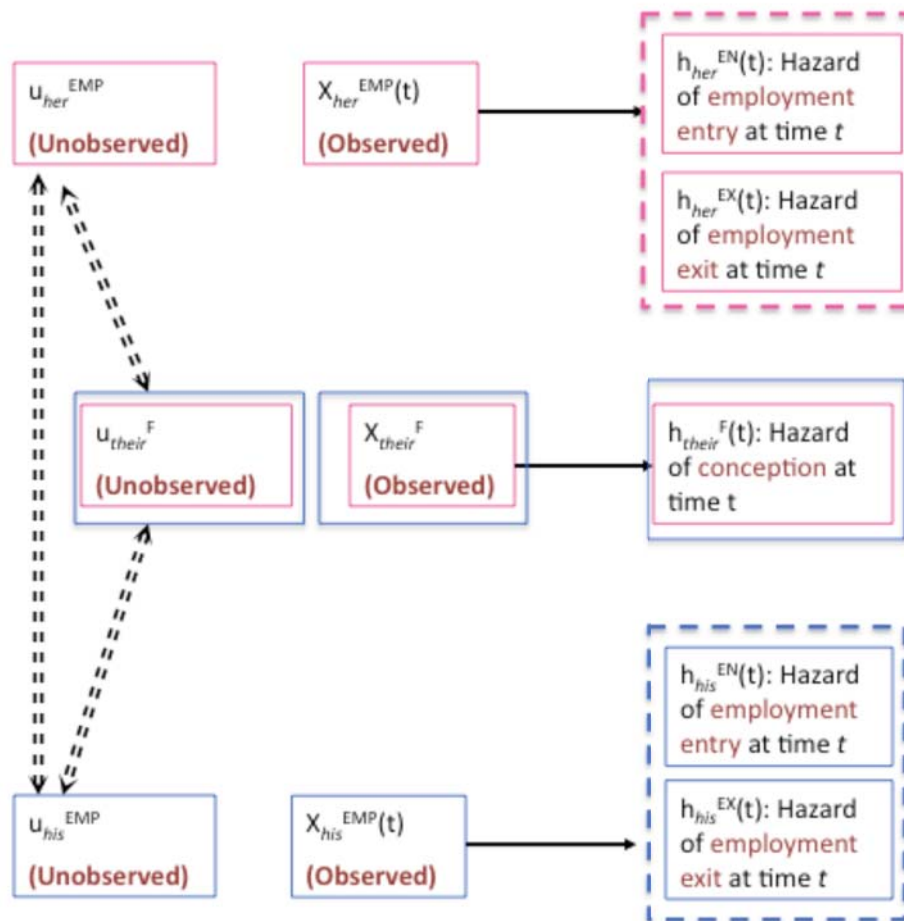 u_her^EMP
(Unobserved)
X_her^EMP(t)
(Observed)
h_her^EN(t): Hazard
of employment
entry at time t
h_her^EX(t): Hazard
of employment
exit at time t
u_their^F
(Unobserved)
X_their^F
(Observed)
h_their^F(t): Hazard
of conception at
time t
h_his^EN(t): Hazard
of employment
entry at time t
h_his^EX(t): Hazard
of employment
exit at time t
u_his^EMP
(Unobserved)
X_his^EMP(t)
(Observed)